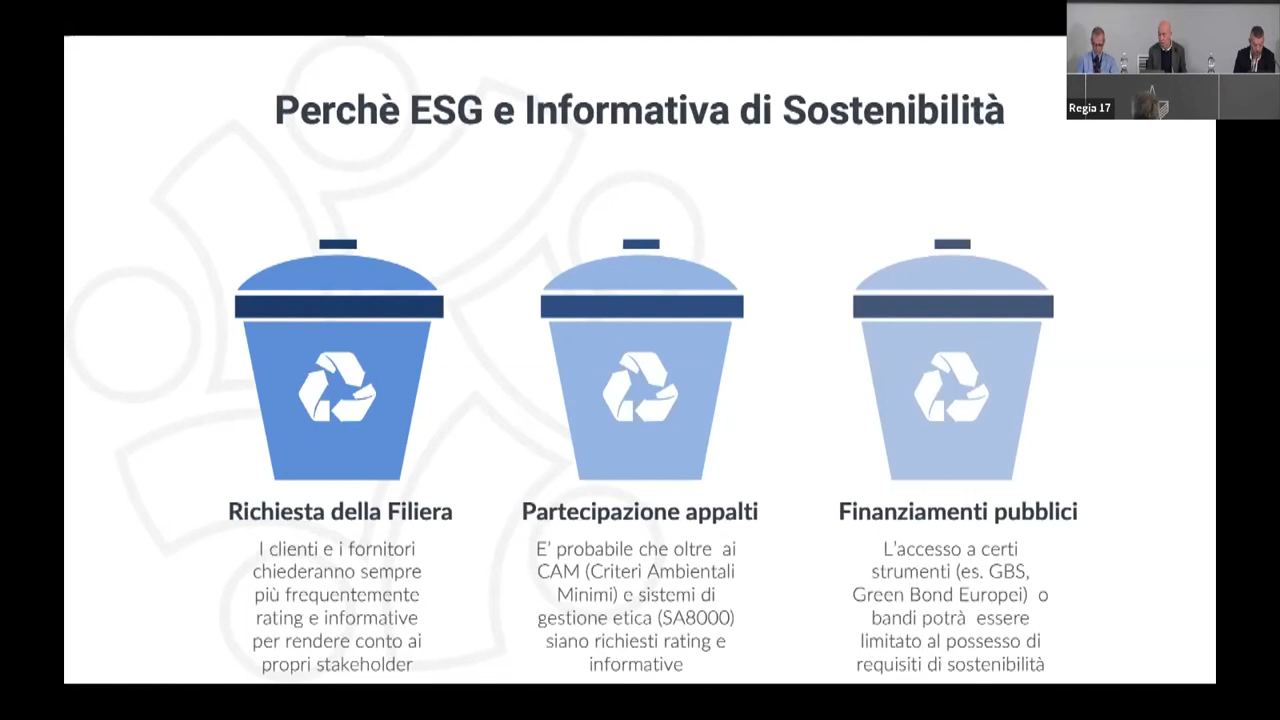 Perchè ESG e Informativa di Sostenibilità
Regia 17
Richiesta della Filiera
I clienti e i fornitori
chiederanno sempre
più frequentemente
rating e informative
per rendere conto ai
propri stakeholder
Partecipazione appalti
E' probabile che oltre ai
CAM (Criteri Ambientali
Minimi) e sistemi di
gestione etica (SA8000)
siano richiesti rating e
informative
Finanziamenti pubblici
L'accesso a certi
strumenti (es. GBS,
Green Bond Europei) o
bandi potrà essere
limitato al possesso di
requisiti di sostenibilità